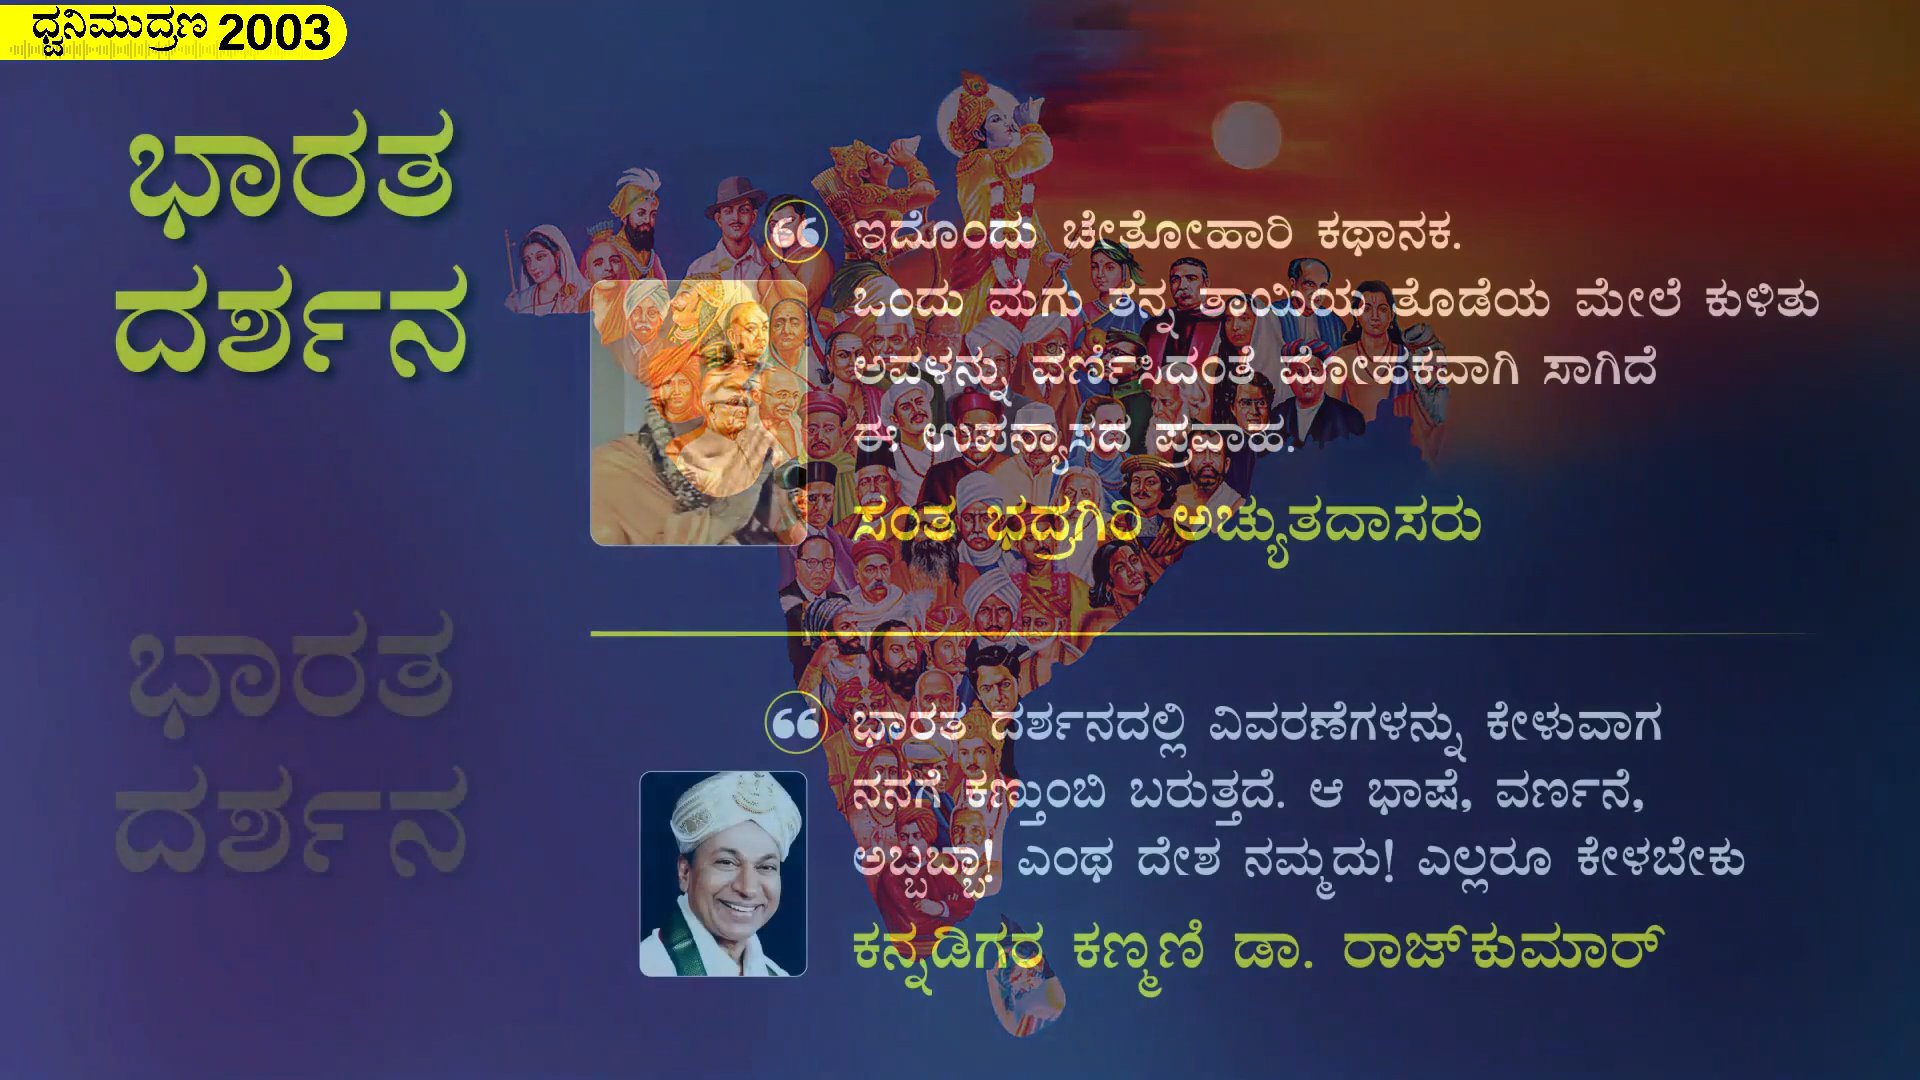 ಧ್ವನಿಮುದ್ರಣ 2003
ಭಾರತ
ದರ್ಶನ
ಇದೊಂದು ಚೇತೋಹಾರಿ ಕಥಾನಕ.
ಒಂದು ಮಗು ತನ್ನ ತಾಯಿಯ ತೊಡೆಯ ಮೇಲೆ ಕುಳಿತು
ಅವಳನ್ನು ವರ್ಣಿಸಿದಂತೆ ಮೋಹಕವಾಗಿ ಸಾಗಿದೆ
ಈ ಉಪನ್ಯಾಸದ ಪ್ರವಾಹ.
ಸಂತ ಭದ್ರಗಿರಿ ಅಚ್ಯುತದಾಸರು
ಭಾರತ
ದರ್ಶನ
ಭಾರತ ದರ್ಶನದಲ್ಲಿ ವಿವರಣೆಗಳನ್ನು ಕೇಳುವಾಗ
ನನಗೆ ಕಣ್ತುಂಬಿ ಬರುತ್ತದೆ. ಆ ಭಾಷೆ, ವರ್ಣನೆ,
ಅಬ್ಬಬ್ಬಾ! ಎಂಥ ದೇಶ ನಮ್ಮದು! ಎಲ್ಲರೂ ಕೇಳಬೇಕು
ಕನ್ನಡಿಗರ ಕಣ್ಮಣಿ ಡಾ. ರಾಜ್‌ಕುಮಾರ್